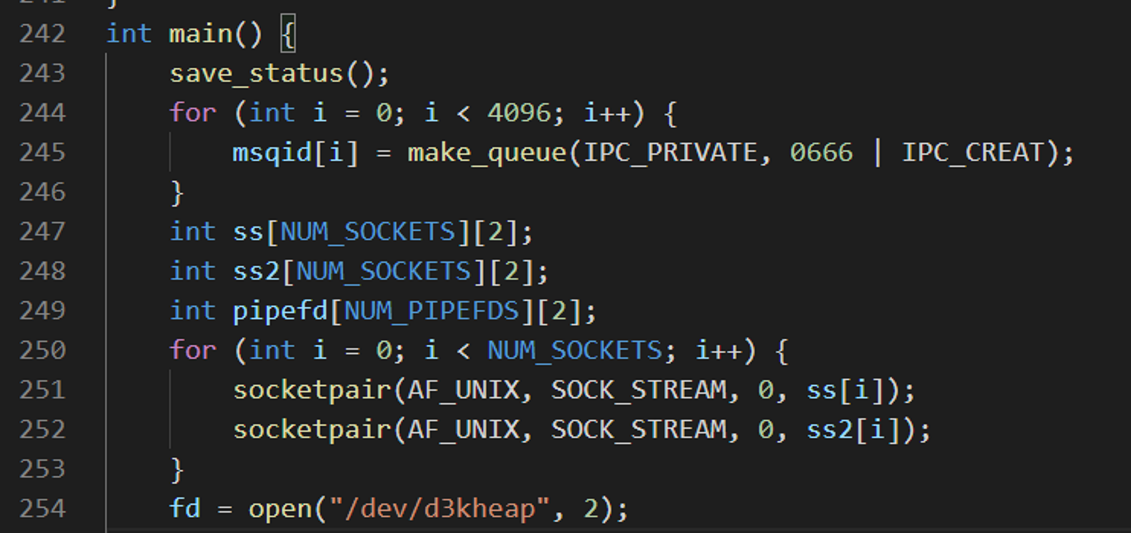 241 }
242 int main() {
243 save_status();
244 for (int i = 0; i < 4096; i++) {
245 msqid[i] = make_queue(IPC_PRIVATE, 0666 | IPC_CREAT);
246 }
247 int ss[NUM_SOCKETS][2];
248 int ss2[NUM_SOCKETS][2];
249 int pipefd[NUM_PIPEFDS][2];
250 for (int i = 0; i < NUM_SOCKETS; i++) {
251 socketpair(AF_UNIX, SOCK_STREAM, 0, ss[i]);
252 socketpair(AF_UNIX, SOCK_STREAM, 0, ss2[i]);
253 }
254 fd = open("/dev/d3kheap", 2);